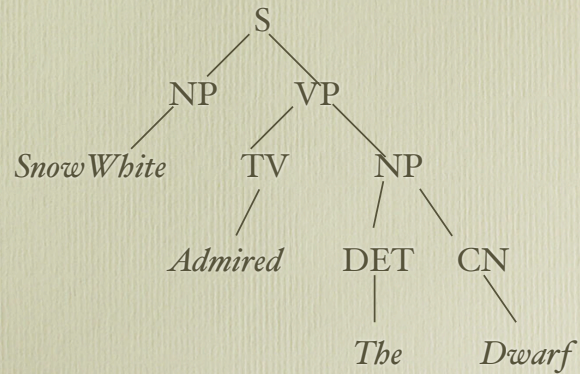 S
NP VP
SnowWhite TV NP
Admired DET CN
The Dwarf